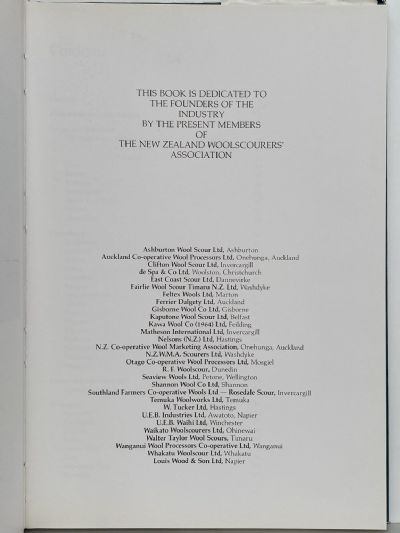 THIS BOOK IS DEDICATED TO
THE FOUNDERS OF THE
INDUSTRY
BY THE PRESENT MEMBERS
OF
THE NEW ZEALAND WOOLSCOURERS'
ASSOCIATION
Ashburton Wool Scour Ltd, Ashburton
Auckland Co-operative Wool Processors Ltd, Onehunga, Auckland
Clifton Wool Scour Ltd, Invercargill
de Spa & Co Ltd, Woolston, Christchurch
East Coast Scour Ltd, Dannevirke
Fairlie Wool Scour Timaru N.Z. Ltd, Washdyke
Feltex Wools Ltd, Marton
Ferrier Dalgety Ltd, Auckland
Gisborne Wool Co Ltd, Gisborne
Kaputone Wool Scour Ltd, Belfast
Kawa Wool Co (1964) Ltd, Feilding
Matheson International Ltd, Invercargill
Nelsons (N.Z.) Ltd, Hastings
N.Z. Co-operative Wool Marketing Association, Onehunga, Auckland
N.Z.W.M.A. Scourers Ltd, Washdyke
Otago Co-operative Wool Processors Ltd, Mosgiel
R. F. Woolscour, Dunedin
Seaview Wools Ltd, Petone, Wellington
Shannon Wool Co Ltd, Shannon
Southland Farmers Co-operative Wools Ltd — Rosedale Scour, Invercargill
Temuka Woolworks Ltd, Temuka
W. Tucker Ltd, Hastings
U.E.B. Industries Ltd, Awatoto, Napier
U.E.B. Waihi Ltd, Winchester
Waikato Woolscourers Ltd, Ohinewai
Walter Taylor Wool Scours, Timaru
Wanganui Wool Processors Co-operative Ltd, Wanganui
Whakatu Woolscour Ltd, Whakatu
Louis Wood & Son Ltd, Napier